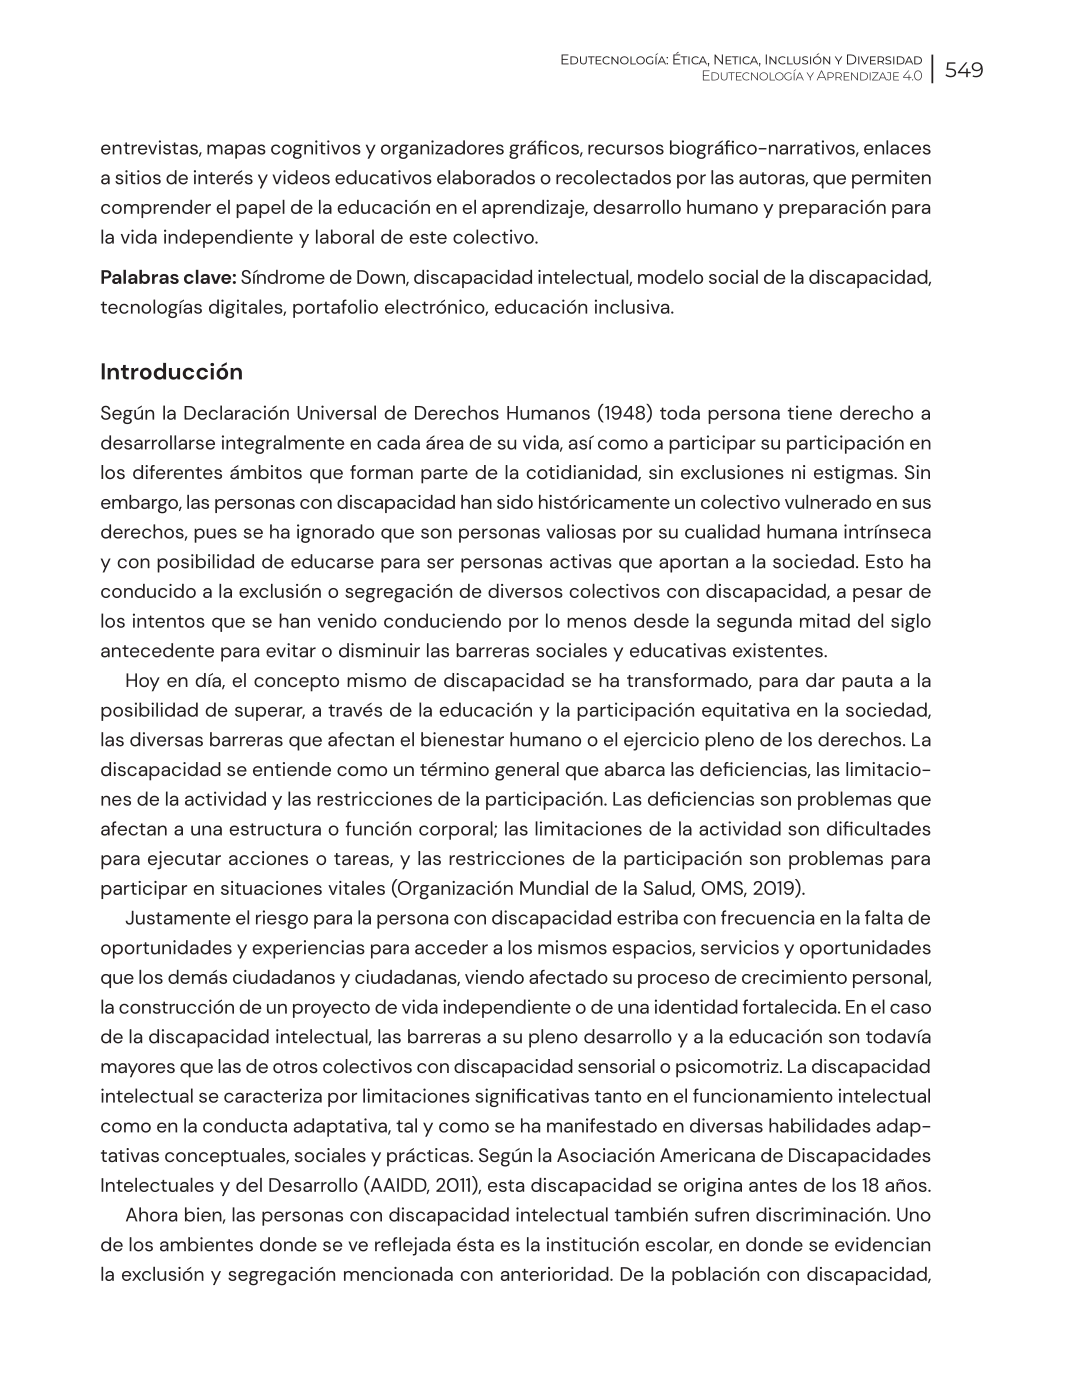 Edutecnología: Ética, Netica, Inclusión y Diversidad
Edutecnología y Aprendizaje 4.0
549
entrevistas, mapas cognitivos y organizadores gráficos, recursos biográfico-narrativos, enlaces
a sitios de interés y videos educativos elaborados o recolectados por las autoras, que permiten
comprender el papel de la educación en el aprendizaje, desarrollo humano y preparación para
la vida independiente y laboral de este colectivo.
Palabras clave: Síndrome de Down, discapacidad intelectual, modelo social de la discapacidad,
tecnologías digitales, portafolio electrónico, educación inclusiva.
Introducción
Según la Declaración Universal de Derechos Humanos (1948) toda persona tiene derecho a
desarrollarse integralmente en cada área de su vida, así como a participar su participación en
los diferentes ámbitos que forman parte de la cotidianidad, sin exclusiones ni estigmas. Sin
embargo, las personas con discapacidad han sido históricamente un colectivo vulnerado en sus
derechos, pues se ha ignorado que son personas valiosas por su cualidad humana intrínseca
y con posibilidad de educarse para ser personas activas que aportan a la sociedad. Esto ha
conducido a la exclusión o segregación de diversos colectivos con discapacidad, a pesar de
los intentos que se han venido conduciendo por lo menos desde la segunda mitad del siglo
antecedente para evitar o disminuir las barreras sociales y educativas existentes.
Hoy en día, el concepto mismo de discapacidad se ha transformado, para dar pauta a la
posibilidad de superar, a través de la educación y la participación equitativa en la sociedad,
las diversas barreras que afectan el bienestar humano o el ejercicio pleno de los derechos. La
discapacidad se entiende como un término general que abarca las deficiencias, las limitacio-
nes de la actividad y las restricciones de la participación. Las deficiencias son problemas que
afectan a una estructura o función corporal; las limitaciones de la actividad son dificultades
para ejecutar acciones o tareas, y las restricciones de la participación son problemas para
participar en situaciones vitales (Organización Mundial de la Salud, OMS, 2019).
Justamente el riesgo para la persona con discapacidad estriba con frecuencia en la falta de
oportunidades y experiencias para acceder a los mismos espacios, servicios y oportunidades
que los demás ciudadanos y ciudadanas, viendo afectado su proceso de crecimiento personal,
la construcción de un proyecto de vida independiente o de una identidad fortalecida. En el caso
de la discapacidad intelectual, las barreras a su pleno desarrollo y a la educación son todavía
mayores que las de otros colectivos con discapacidad sensorial o psicomotriz. La discapacidad
intelectual se caracteriza por limitaciones significativas tanto en el funcionamiento intelectual
como en la conducta adaptativa, tal y como se ha manifestado en diversas habilidades adap-
tativas conceptuales, sociales y prácticas. Según la Asociación Americana de Discapacidades
Intelectuales y del Desarrollo (AAIDD, 2011), esta discapacidad se origina antes de los 18 años.
Ahora bien, las personas con discapacidad intelectual también sufren discriminación. Uno
de los ambientes donde se ve reflejada ésta es la institución escolar, en donde se evidencian
la exclusión y segregación mencionada con anterioridad. De la población con discapacidad,